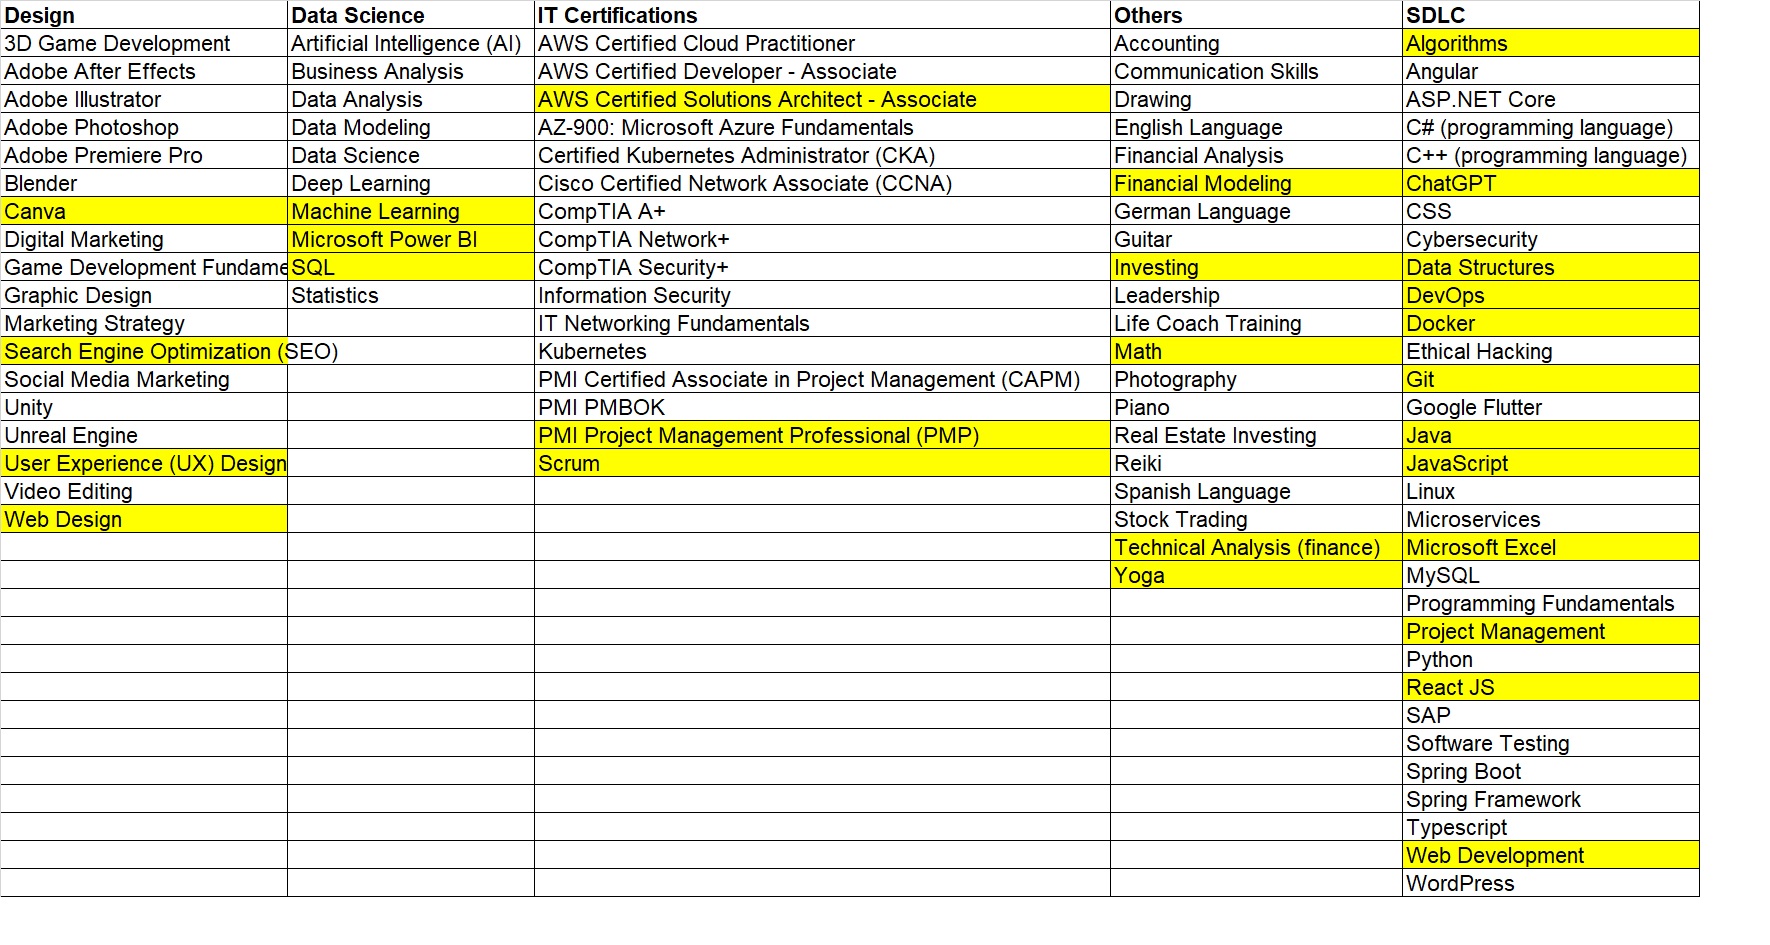 Design Data Science IT Certifications Others SDLC
3D Game Development Artificial Intelligence (AI) AWS Certified Cloud Practitioner Accounting Algorithms
Adobe After Effects Business Analysis AWS Certified Developer - Associate Communication Skills Angular
Adobe Illustrator Data Analysis AWS Certified Solutions Architect - Associate Drawing ASP.NET Core
Adobe Photoshop Data Modeling AZ-900: Microsoft Azure Fundamentals English Language C# (programming language)
Adobe Premiere Pro Data Science Certified Kubernetes Administrator (CKA) Financial Analysis C++ (programming language)
Blender Deep Learning Cisco Certified Network Associate (CCNA) Financial Modeling ChatGPT
Canva Machine Learning CompTIA A+ German Language CSS
Digital Marketing Microsoft Power BI CompTIA Network+ Guitar Cybersecurity
Game Development Fundame SQL CompTIA Security+ Investing Data Structures
Graphic Design Statistics Information Security Leadership DevOps
Marketing Strategy IT Networking Fundamentals Life Coach Training Docker
Search Engine Optimization (SEO) Kubernetes Math Ethical Hacking
Social Media Marketing PMI Certified Associate in Project Management (CAPM) Photography Git
Unity PMI PMBOK Piano Google Flutter
Unreal Engine PMI Project Management Professional (PMP) Real Estate Investing Java
User Experience (UX) Design Scrum Reiki JavaScript
Video Editing Spanish Language Linux
Web Design Stock Trading Microservices
Technical Analysis (finance) Microsoft Excel
Yoga MySQL
Programming Fundamentals
Project Management
Python
React JS
SAP
Software Testing
Spring Boot
Spring Framework
Typescript
Web Development
WordPress